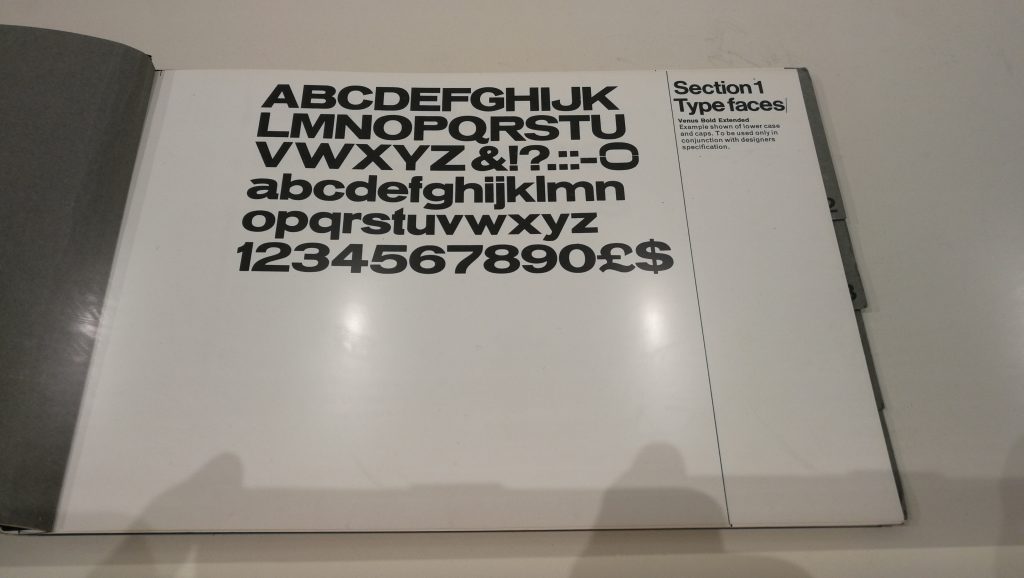 ABCDEFGHIJK
LMNOPQRSTU
VWXYZ&!?.::-O
abcdefghijklmn
opqrstuvwxyz
1234567890£$
Section 1
Type faces/
Venus Bold Extended
Example shown of lower case
and caps. To be used only in
conjunction with designers
specification.
2